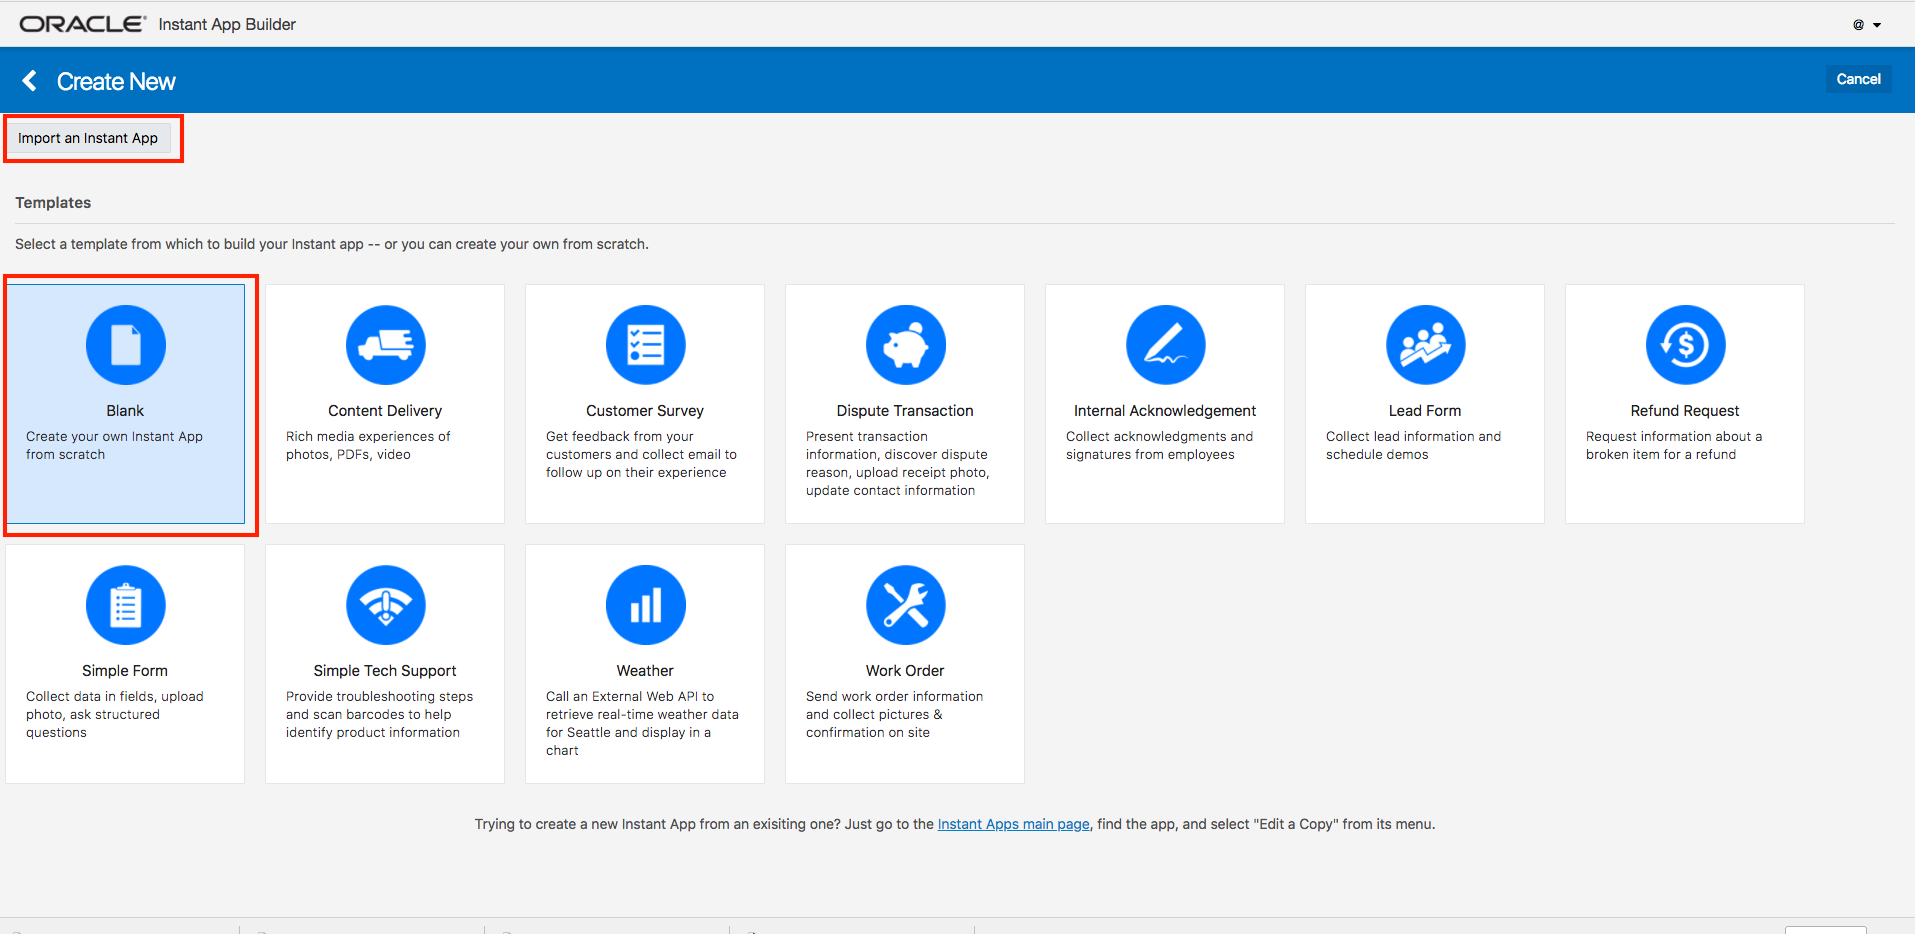 ORACLE Instant App Builder
@
Create New
Cancel
Import an Instant App
Templates
Select a template from which to build your Instant app -- or you can create your own from scratch.
Blank
Create your own Instant App
from scratch
Content Delivery
Rich media experiences of
photos, PDFs, video
Customer Survey
Get feedback from your
customers and collect email to
follow up on their experience
Dispute Transaction
Present transaction
information, discover dispute
reason, upload receipt photo,
update contact information
Internal Acknowledgement
Collect acknowledgments and
signatures from employees
Lead Form
Collect lead information and
schedule demos
Refund Request
Request information about a
broken item for a refund
Simple Form
Collect data in fields, upload
photo, ask structured
questions
Simple Tech Support
Provide troubleshooting steps
and scan barcodes to help
identify product information
Weather
Call an External Web API to
retrieve real-time weather data
for Seattle and display in a
chart
Work Order
Send work order information
and collect pictures &
confirmation on site
Trying to create a new Instant App from an exisiting one? Just go to the Instant Apps main page, find the app, and select "Edit a Copy" from its menu.